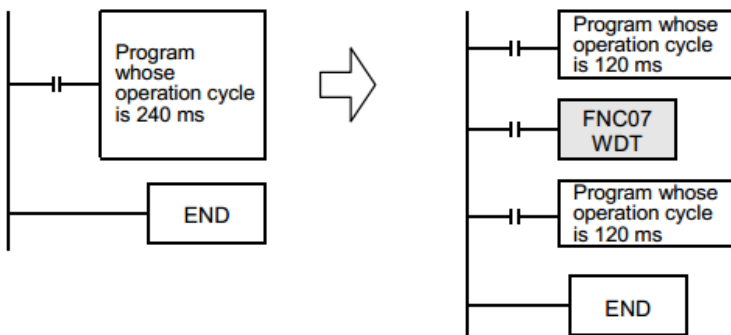 Program
whose
operation cycle
is 240 ms
END
Program whose
operation cycle
is 120 ms
FNC07
WDT
Program whose
operation cycle
is 120 ms
END